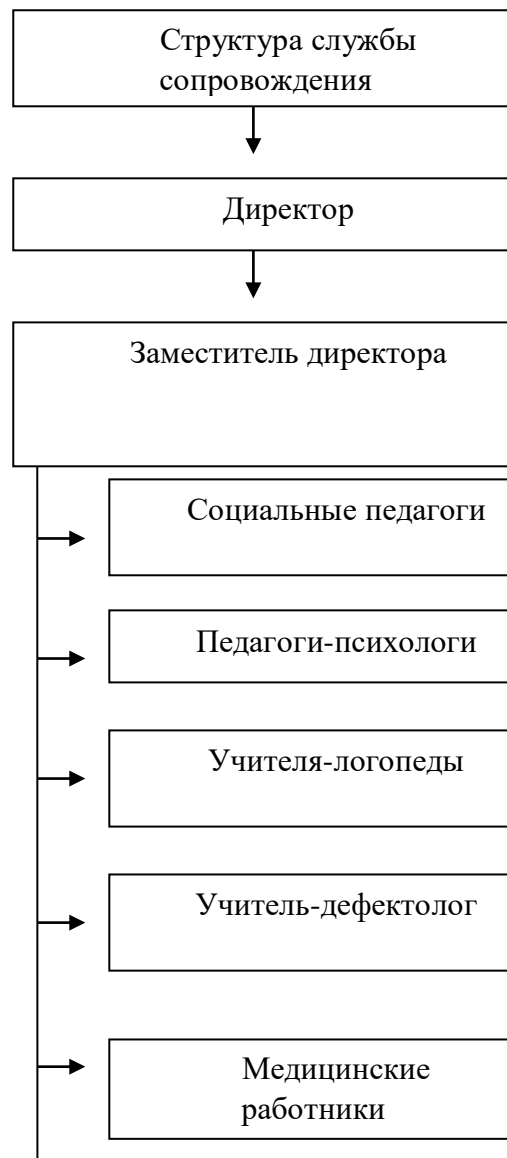 Структура службы
сопровождения
Директор
Заместитель директора
Социальные педагоги
Педагоги-психологи
Учителя-логопеды
Учитель-дефектолог
Медицинские
работники